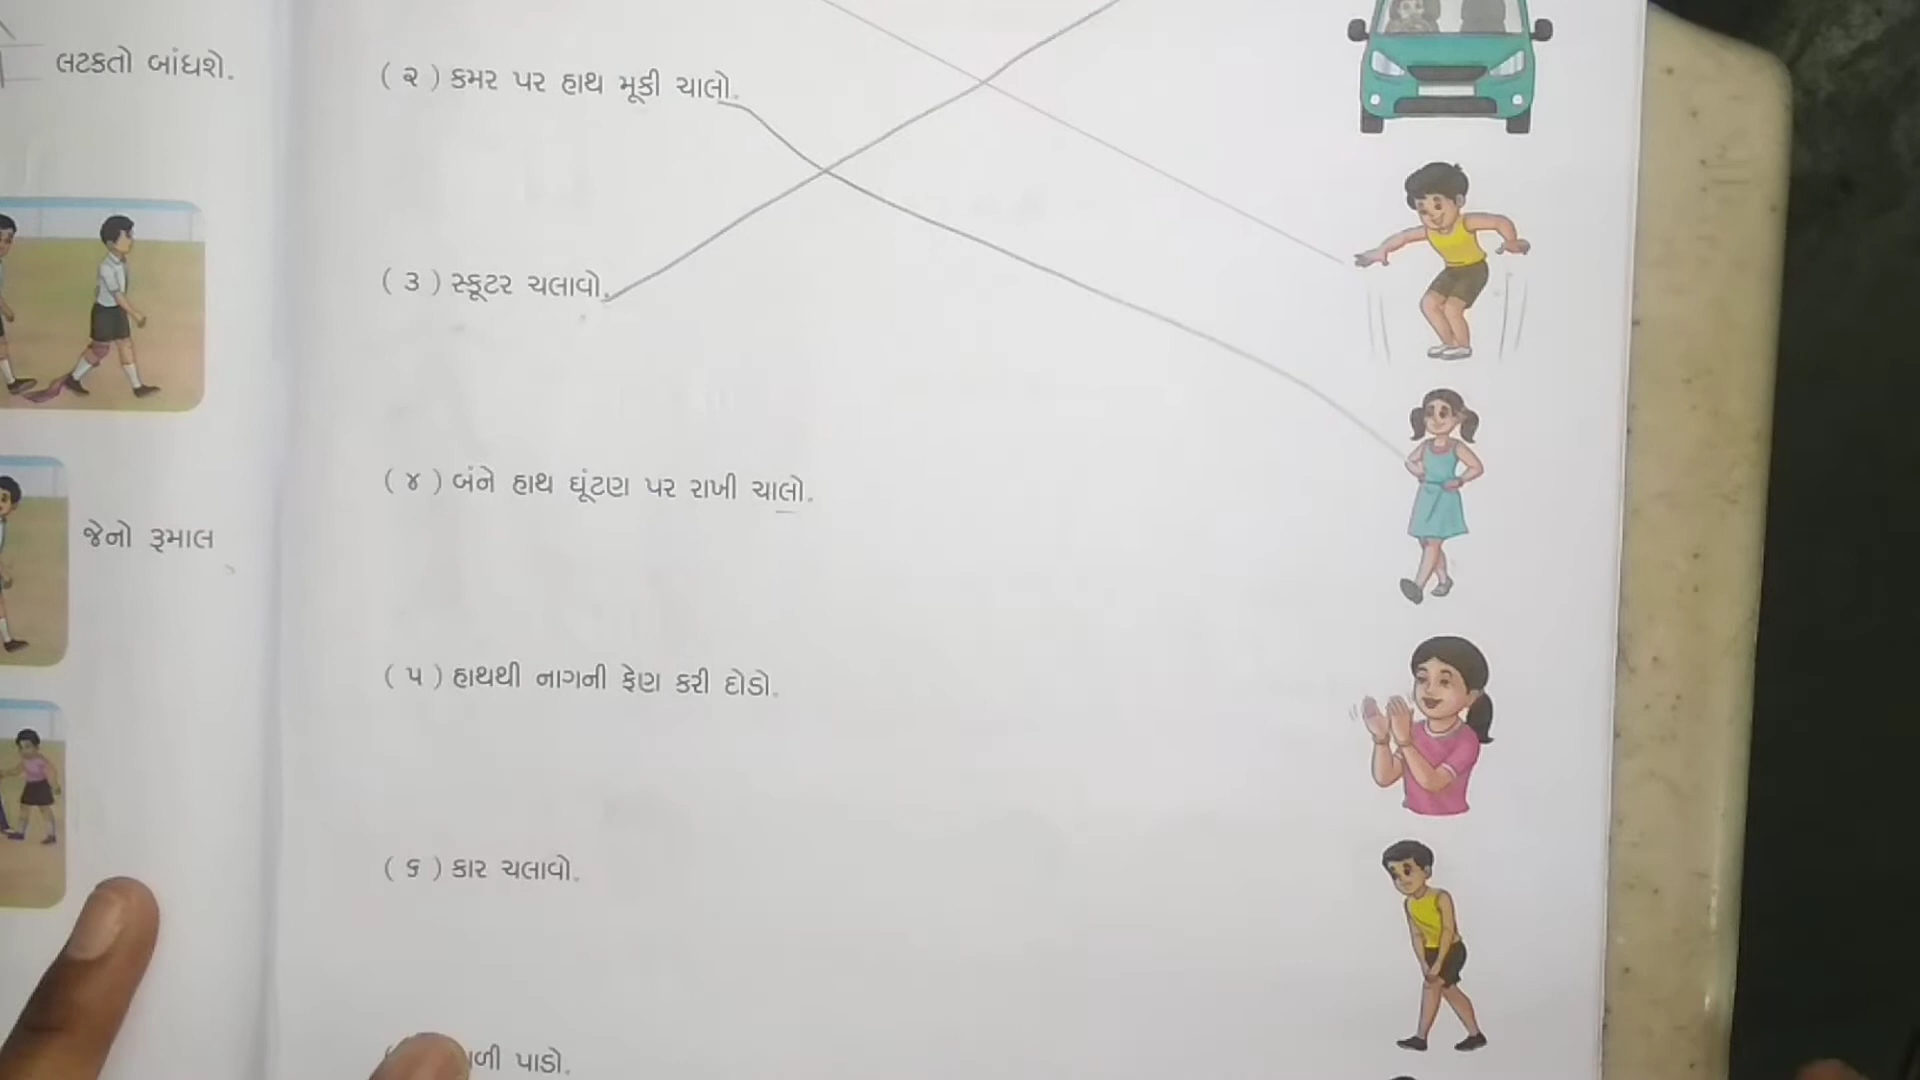 લટકતો બાંધશે.
જેનો રૂમાલ
( ૨ ) કમર પર હાથ મૂકી ચાલો.
( ૩ ) સ્કૂટર ચલાવો.
( ૪ ) બંને હાથ ઘૂંટણ પર રાખી ચાલો.
( ૫ ) હાથથી નાગની ફેણ કરી દોડો.
( ૬ ) કાર ચલાવો.
પાડો.